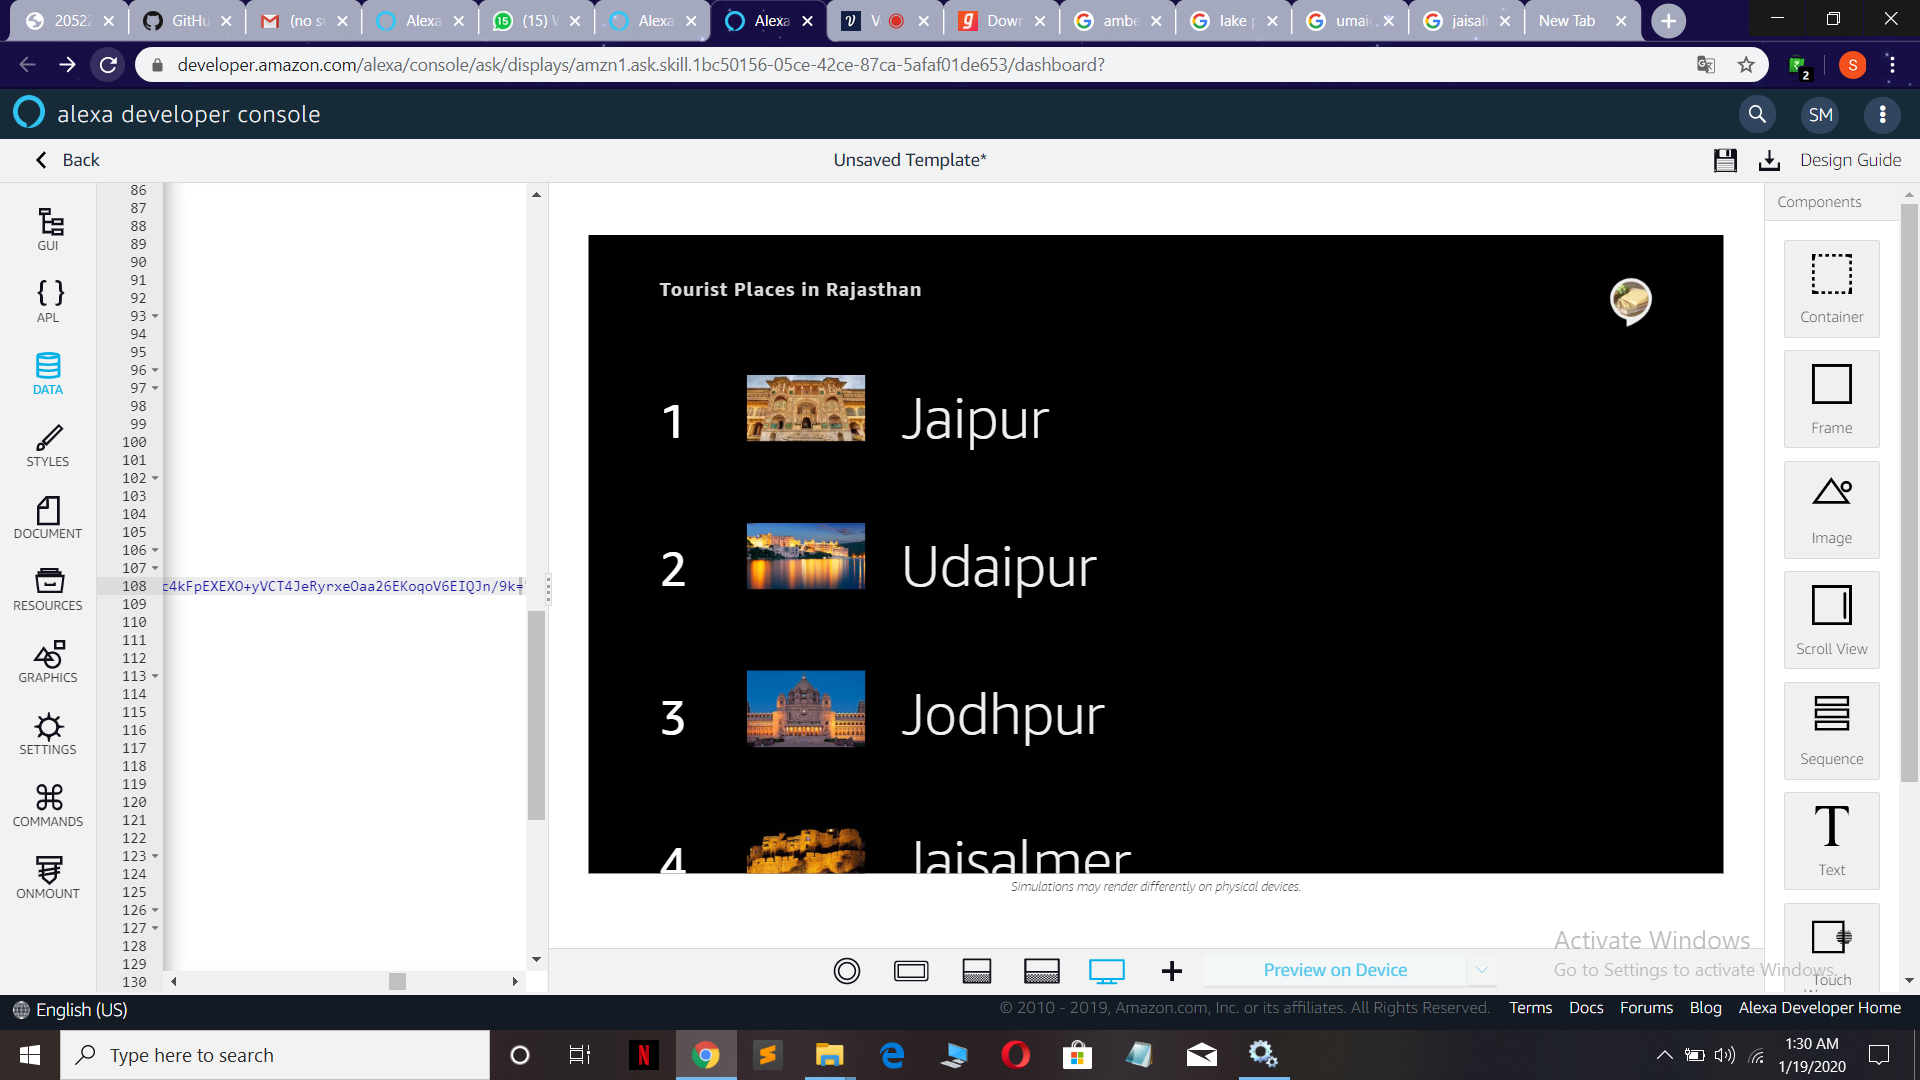 2052
GitHu
(no s
Alexa
(15) W
Alexa
Alexa
V
Down
ambe
lake p
umai
jaisal
New Tab
developer.amazon.com/alexa/console/ask/displays/amzn1.ask.skill.1bc50156-05ce-42ce-87ca-5afaf01de653/dashboard?
2
S
alexa developer console
SM
Back
Unsaved Template*
Design Guide
GUI
APL
DATA
STYLES
DOCUMENT
RESOURCES
GRAPHICS
SETTINGS
COMMANDS
ONMOUNT
86
87
88
89
90
91
92
93
94
95
96
97
98
99
100
101
102
103
104
105
106
107
108 c4kFpEXEXO+yVCT4JeRyrxeOaa26EKoqoV6EIQJn/9k=
109
110
111
112
113
114
115
116
117
118
119
120
121
122
123
124
125
126
127
128
129
130
Tourist Places in Rajasthan
1 Jaipur
2 Udaipur
3 Jodhpur
4 Jaisalmer
Simulations may render differently on physical devices.
Preview on Device
Components
Container
Frame
Image
Scroll View
Sequence
Text
Touch
Activate Windows
Go to Settings to activate Windows.
English (US)
© 2010 - 2019, Amazon.com, Inc. or its affiliates. All Rights Reserved.
Terms
Docs
Forums
Blog
Alexa Developer Home
Type here to search
1:30 AM
1/19/2020